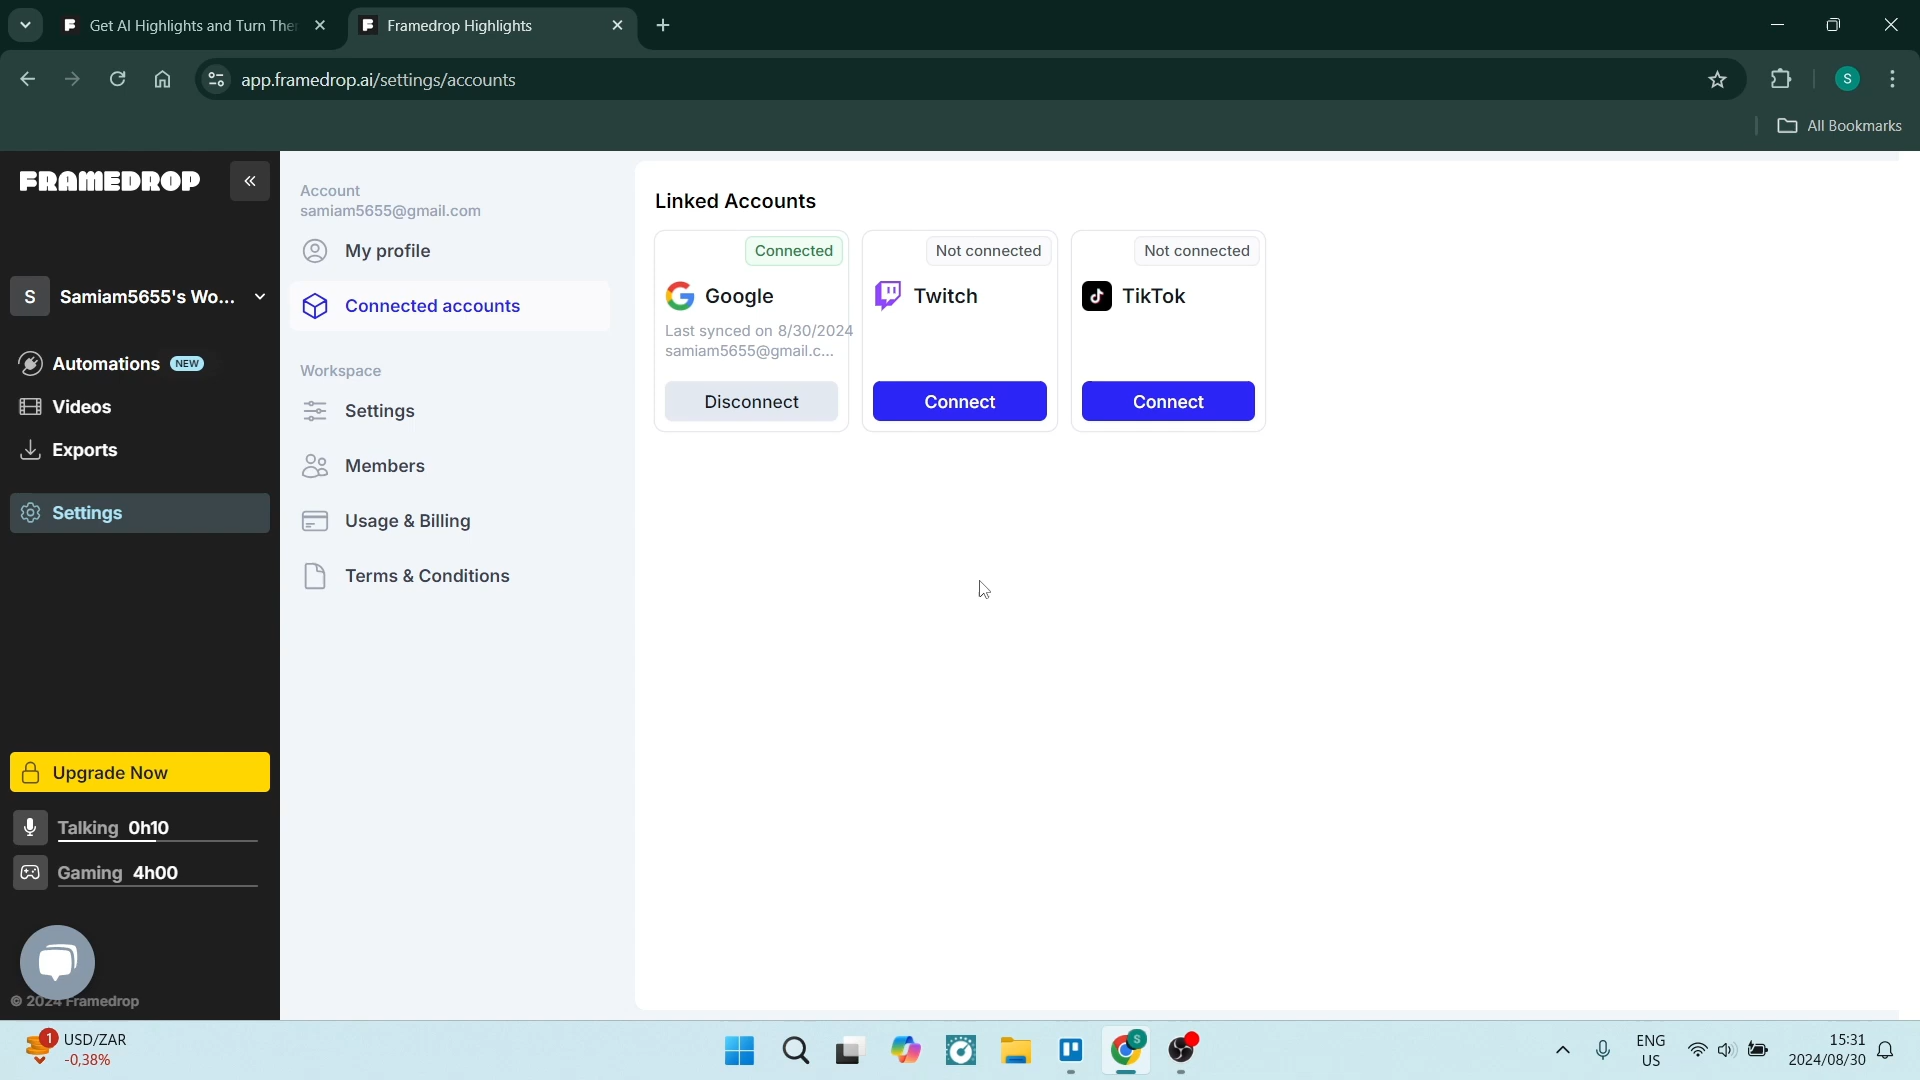 Get AI Highlights and Turn The
Framedrop Highlights
app.framedrop.ai/settings/accounts
S
All Bookmarks
FRAMEDROP
S Samiam5655's Wo...
Automations NEW
Videos
Exports
Settings
Upgrade Now
Talking 0h10
Gaming 4h00
© 2024 Framedrop
Account
samiam5655@gmail.com
My profile
Connected accounts
Workspace
Settings
Members
Usage & Billing
Terms & Conditions
Linked Accounts
Connected
Google
Last synced on 8/30/2024
samiam5655@gmail.c...
Disconnect
Not connected
Twitch
Connect
Not connected
TikTok
Connect
1
USD/ZAR
-0,38%
S
ENG
US
15:31
2024/08/30